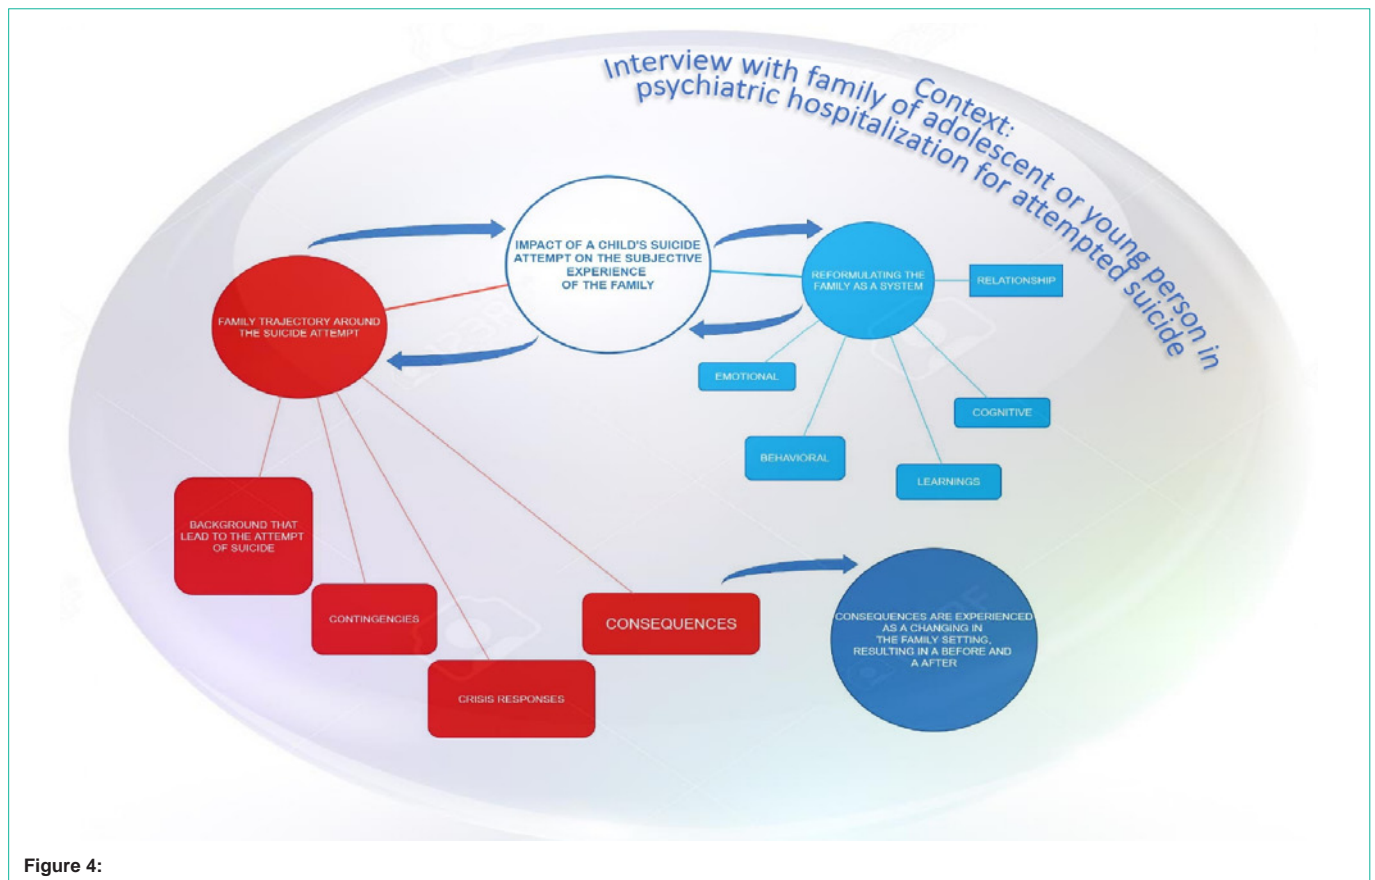 Context:
Interview with family of adolescent or young person in
psychiatric hospitalization for attempted suicide
IMPACT OF A CHILD'S SUICIDE
ATTEMPT ON THE SUBJECTIVE
EXPERIENCE
OF THE FAMILY
REFORMULATING THE
FAMILY AS A SYSTEM
RELATIONSHIP
FAMILY TRAJECTORY AROUND
THE SUICIDE ATTEMPT
EMOTIONAL
COGNITIVE
BEHAVIORAL
LEARNINGS
BACKGROUND THAT
LEAD TO THE ATTEMPT
OF SUICIDE
CONTINGENCIES
CONSEQUENCES
CRISIS RESPONSES
CONSEQUENCES ARE EXPERIENCED
AS A CHANGING IN
THE FAMILY SETTING,
RESULTING IN A BEFORE AND
A AFTER
Figure 4: